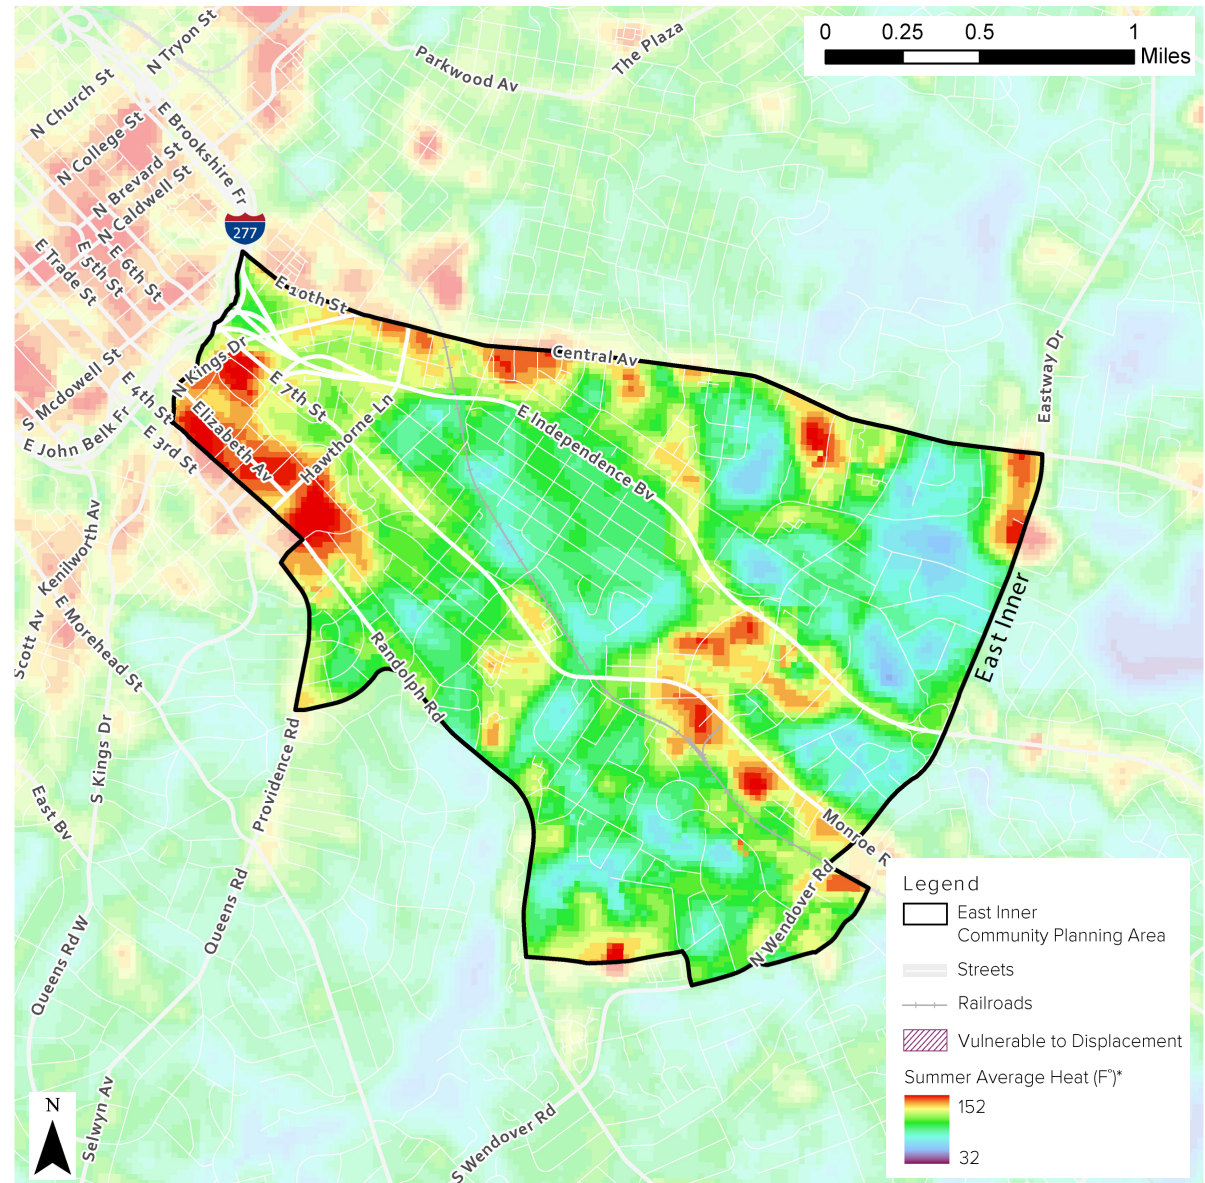 0 0.25 0.5 1
Miles
N Tryon St
Parkwood Av
The Plaza
N Church St
E Brookshire Fr
N College St
N Brevard St
N Caldwell St
277
E Trade St
E 5th St
E 6th St
E 10th St
Central Av
Eastway Dr
S Mcdowell St
N Kings Dr
E 7th St
E 4th St
E John Belk Fr
E 3rd St
Elizabeth Av
Hawthorne Ln
E Independence Bv
Kenilworth Av
Scott Av
E Morehead St
East Inner
Randolph Rd
S Kings Dr
Providence Rd
East Bv
Monroe R
Queens Rd
N Wendover Rd
Queens Rd W
Selwyn Av
S Wendover Rd
N
Legend
East Inner
Community Planning Area
Streets
Railroads
Vulnerable to Displacement
Summer Average Heat (F°)*
152
32